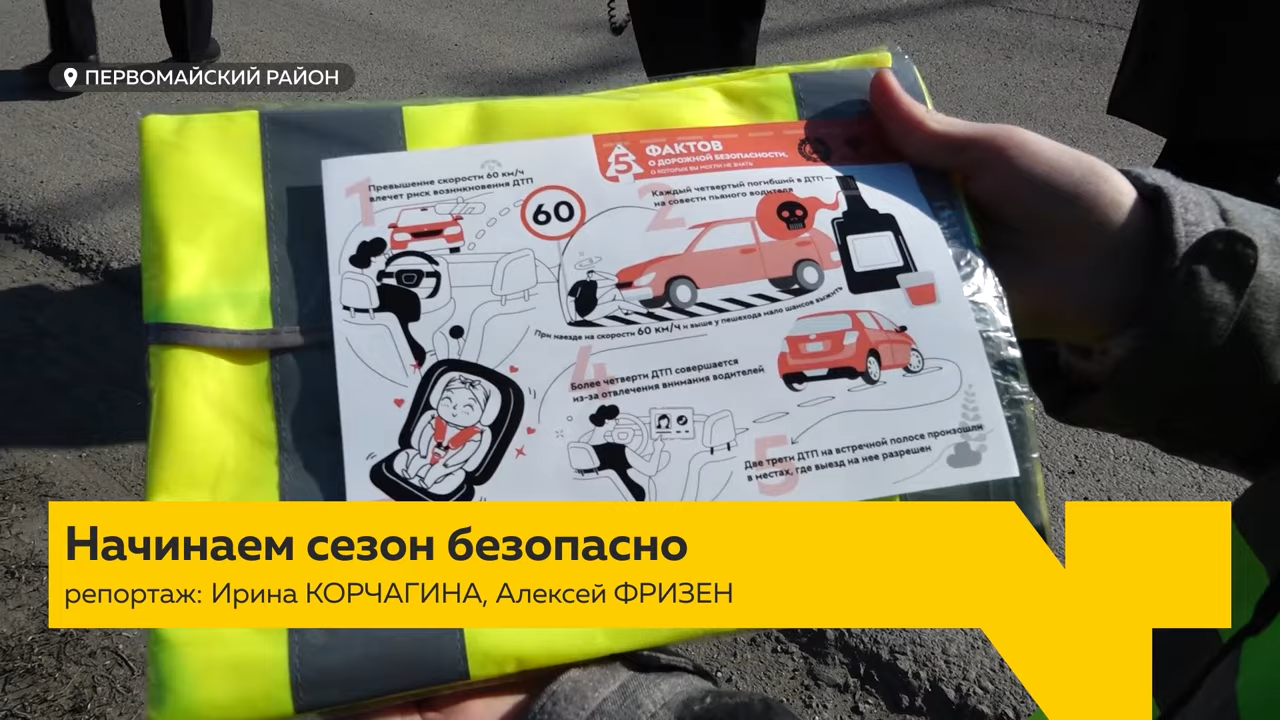 ПЕРВОМАЙСКИЙ РАЙОН
5 ФАКТОВ
О ДОРОЖНОЙ БЕЗОПАСНОСТИ,
О КОТОРЫХ ВЫ МОГЛИ НЕ ЗНАТЬ
1
Превышение скорости 60 км/ч
влечет риск возникновения ДТП
60
2
Каждый четвертый погибший в ДТП —
на совести пьяного водителя
При наезде на скорости 60 км/ч и выше у пешехода мало шансов выжить
4
Более четверти ДТП совершается
из-за отвлечения внимания водителей
5
Две трети ДТП на встречной полосе произошли
в местах, где выезд на нее разрешен
Начинаем сезон безопасно
репортаж: Ирина КОРЧАГИНА, Алексей ФРИЗЕН